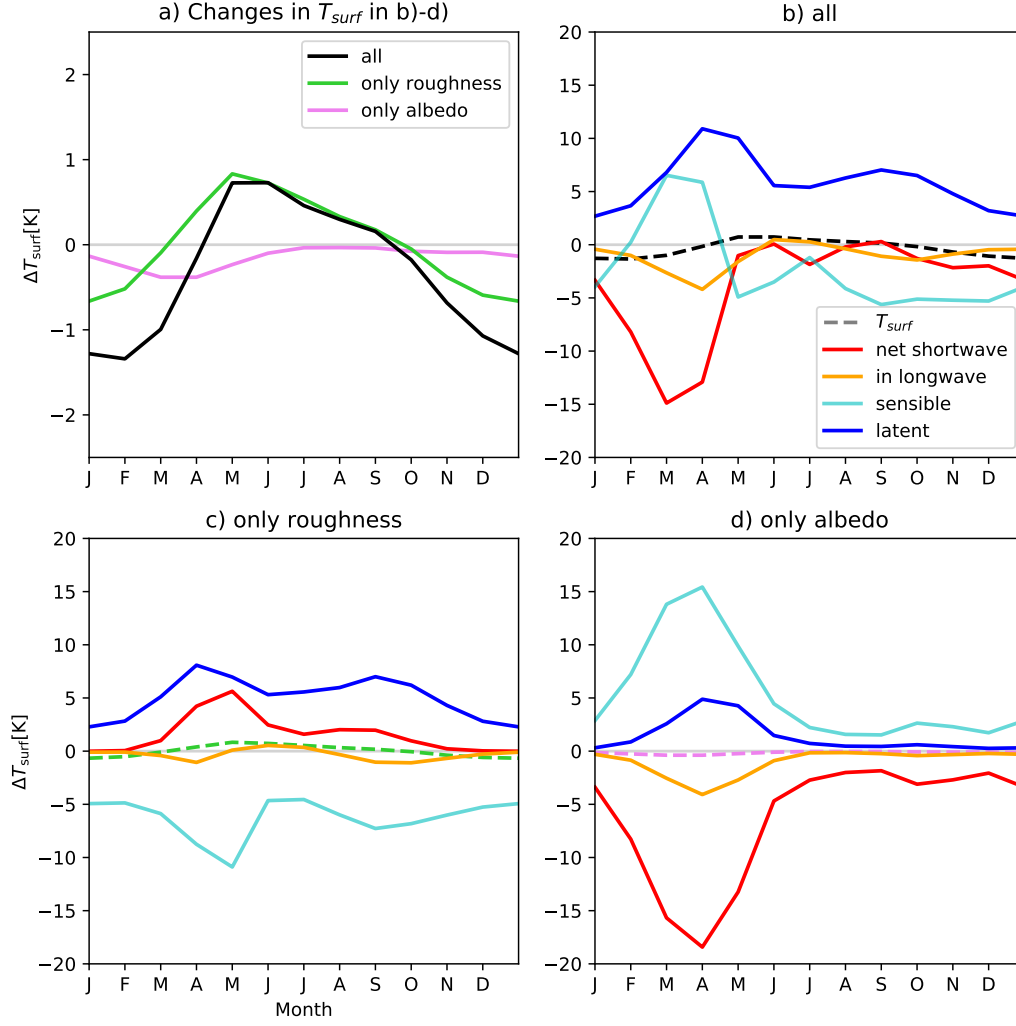 a) Changes in T_surf in b)-d)
ΔT_surf[K]
2
1
0
−1
−2
all
only roughness
only albedo
J F M A M J J A S O N D
b) all
20
15
10
5
0
−5
−10
−15
−20
T_surf
net shortwave
in longwave
sensible
latent
J F M A M J J A S O N D
c) only roughness
ΔT_surf[K]
20
15
10
5
0
−5
−10
−15
−20
J F M A M J J A S O N D
Month
d) only albedo
20
15
10
5
0
−5
−10
−15
−20
J F M A M J J A S O N D